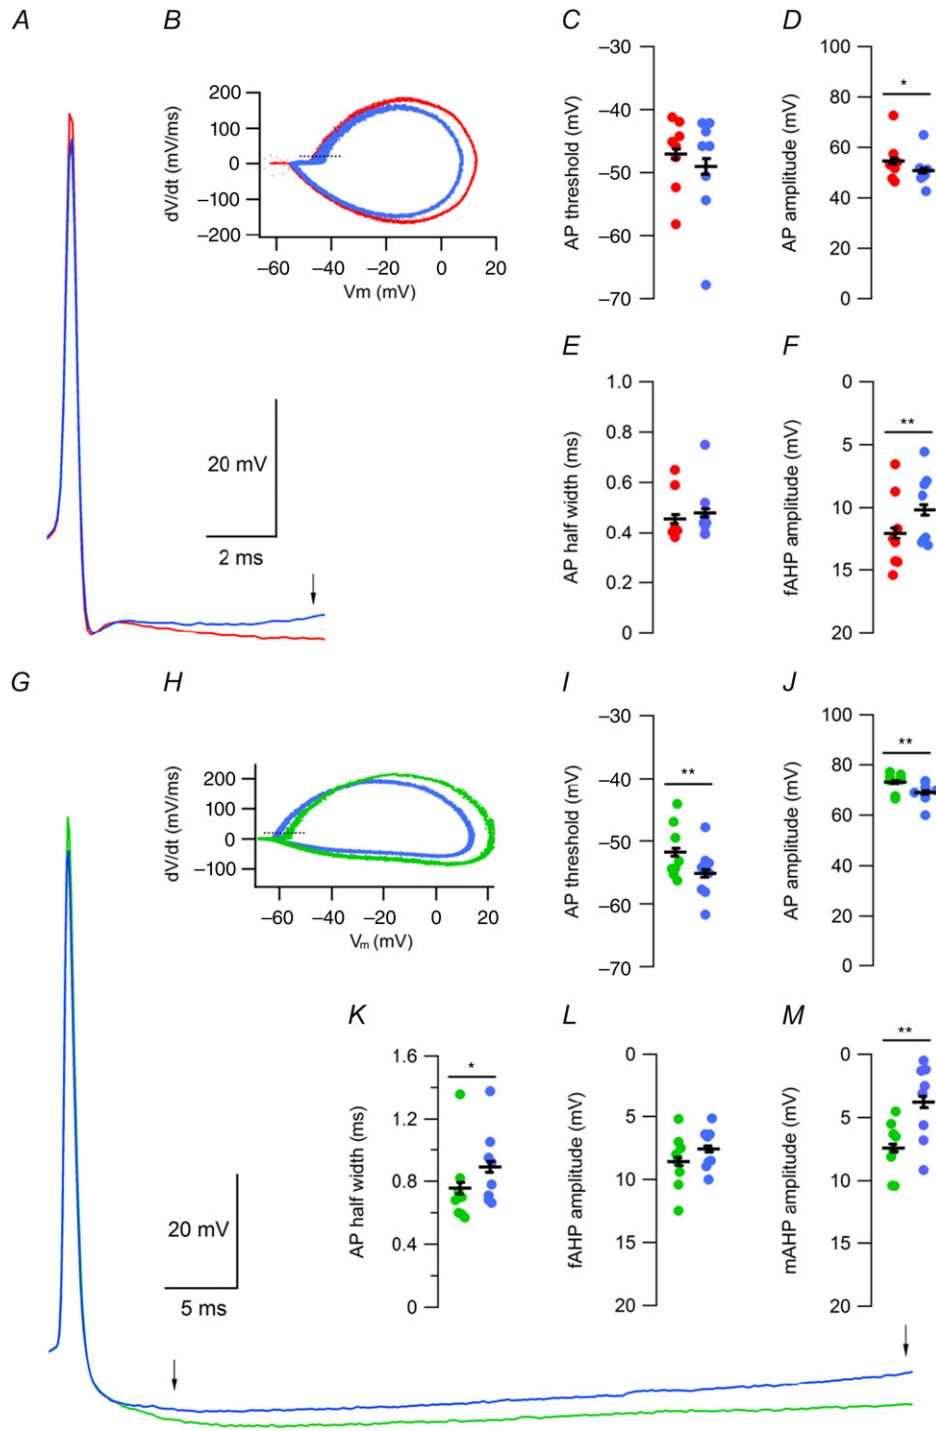 A
B
200
100
0
−100
−200
dV/dt (mV/ms)
−60 −40 −20 0 20
Vm (mV)
C
−30
−40
−50
−60
−70
AP threshold (mV)
D
100
80
60
40
20
0
AP amplitude (mV)
*
20 mV
2 ms
E
1.0
0.8
0.6
0.4
0.2
0
AP half width (ms)
F
0
5
10
15
20
fAHP amplitude (mV)
**
G
H
200
100
0
−100
dV/dt (mV/ms)
−60 −40 −20 0 20
Vm (mV)
I
−30
−40
−50
−60
−70
AP threshold (mV)
**
J
100
80
60
40
20
0
AP amplitude (mV)
**
20 mV
5 ms
K
1.6
1.2
0.8
0.4
0
AP half width (ms)
*
L
0
5
10
15
20
fAHP amplitude (mV)
M
0
5
10
15
20
mAHP amplitude (mV)
**